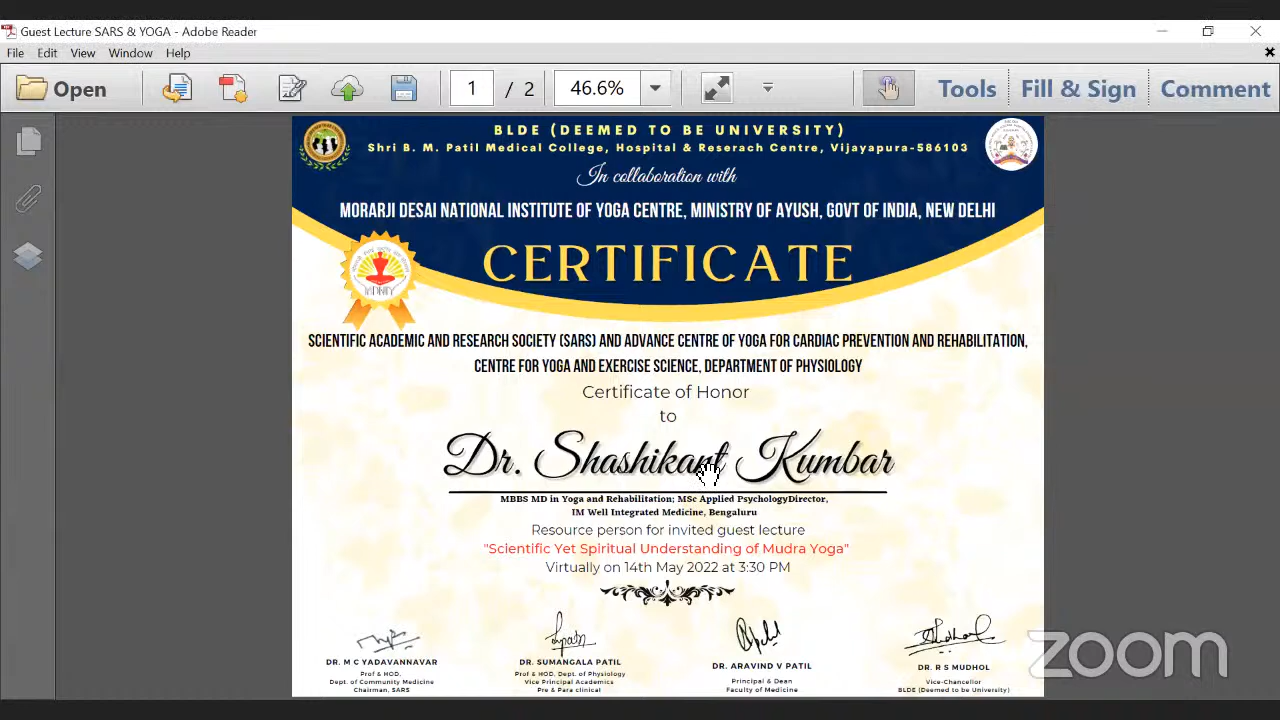 Guest Lecture SARS & YOGA - Adobe Reader
File Edit View Window Help
Open 1 / 2 46.6% Tools Fill & Sign Comment
BLDE (DEEMED TO BE UNIVERSITY)
Shri B. M. Patil Medical College, Hospital & Reserach Centre, Vijayapura-586103
In collaboration with
MORARJI DESAI NATIONAL INSTITUTE OF YOGA CENTRE, MINISTRY OF AYUSH, GOVT OF INDIA, NEW DELHI
CERTIFICATE
SCIENTIFIC ACADEMIC AND RESEARCH SOCIETY (SARS) AND ADVANCE CENTRE OF YOGA FOR CARDIAC PREVENTION AND REHABILITATION,
CENTRE FOR YOGA AND EXERCISE SCIENCE, DEPARTMENT OF PHYSIOLOGY
Certificate of Honor
to
Dr. Shashikant Kumbar
MBBS MD in Yoga and Rehabilitation; MSc Applied PsychologyDirector,
IM Well Integrated Medicine, Bengaluru
Resource person for invited guest lecture
"Scientific Yet Spiritual Understanding of Mudra Yoga"
Virtually on 14th May 2022 at 3:30 PM
DR. M C YADAVANNAVAR
Prof & HOD,
Dept. of Community Medicine
Chairman, SARS
DR. SUMANGALA PATIL
Prof & HOD, Dept. of Physiology
Vice Principal Academics
Pre & Para clinical
DR. ARAVIND V PATIL
Principal & Dean
Faculty of Medicine
DR. R S MUDHOL
Vice-Chancellor
BLDE (Deemed to be University)
zoom